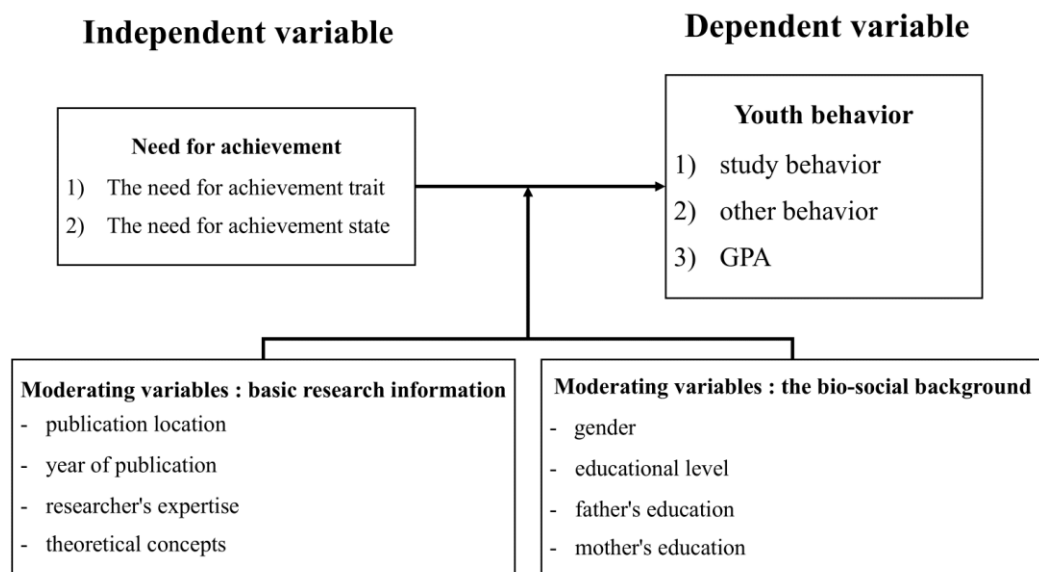 Independent variable
Dependent variable
Need for achievement
1) The need for achievement trait
2) The need for achievement state
Youth behavior
1) study behavior
2) other behavior
3) GPA
Moderating variables : basic research information
- publication location
- year of publication
- researcher's expertise
- theoretical concepts
Moderating variables : the bio-social background
- gender
- educational level
- father's education
- mother's education